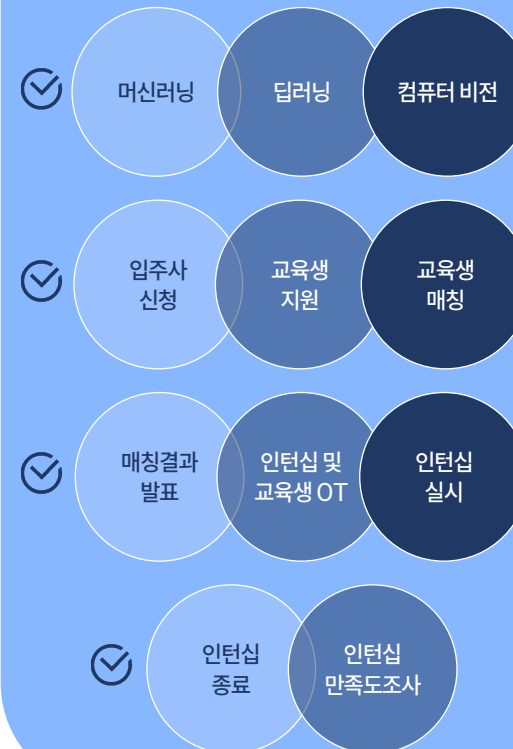 머신러닝 딥러닝 컴퓨터 비전
입주사 교육생 교육생
신청 지원 매칭
매칭결과 인턴십 및 인턴십
발표 교육생 OT 실시
인턴십 인턴십
종료 만족도조사